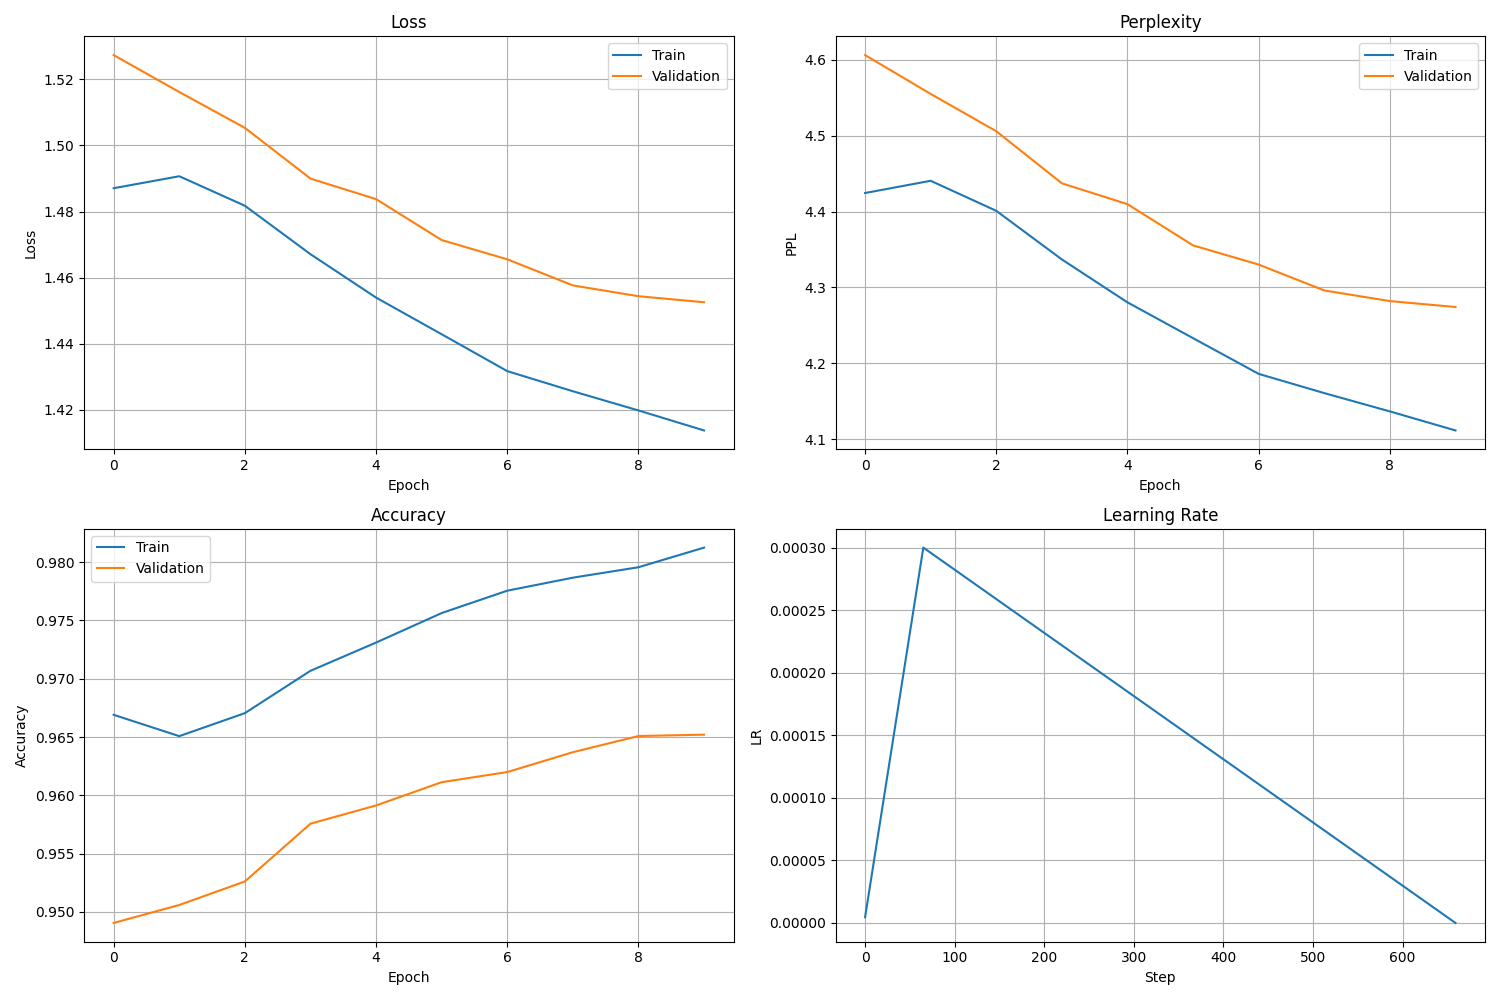 Loss
Train
Validation
1.52
1.50
1.48
1.46
1.44
1.42
Loss
0 2 4 6 8
Epoch
Perplexity
Train
Validation
4.6
4.5
4.4
4.3
4.2
4.1
PPL
0 2 4 6 8
Epoch
Accuracy
Train
Validation
0.980
0.975
0.970
0.965
0.960
0.955
0.950
Accuracy
0 2 4 6 8
Epoch
Learning Rate
0.00030
0.00025
0.00020
0.00015
0.00010
0.00005
0.00000
LR
0 100 200 300 400 500 600
Step